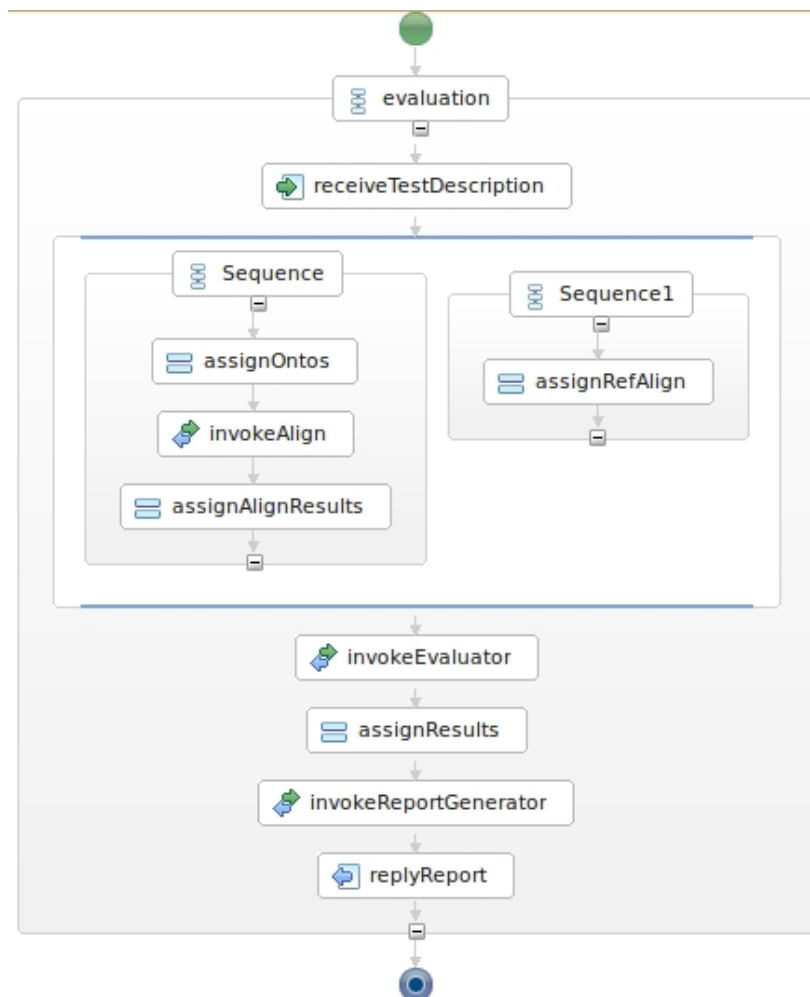 evaluation
receiveTestDescription
Sequence
assignOntos
invokeAlign
assignAlignResults
Sequence1
assignRefAlign
invokeEvaluator
assignResults
invokeReportGenerator
replyReport